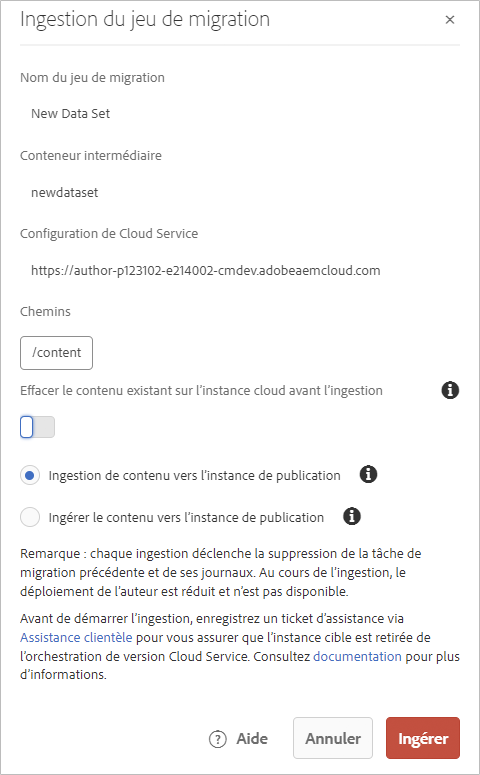 Ingestion du jeu de migration
Nom du jeu de migration
New Data Set
Conteneur intermédiaire
newdataset
Configuration de Cloud Service
https://author-p123102-e214002-cmdev.adobeaemcloud.com
Chemins
/content
Effacer le contenu existant sur l'instance cloud avant l'ingestion
Ingestion de contenu vers l'instance de publication
Ingérer le contenu vers l'instance de publication
Remarque : chaque ingestion déclenche la suppression de la tâche de
migration précédente et de ses journaux. Au cours de l'ingestion, le
déploiement de l'auteur est réduit et n'est pas disponible.
Avant de démarrer l'ingestion, enregistrez un ticket d'assistance via
Assistance clientèle pour vous assurer que l'instance cible est retirée de
l'orchestration de version Cloud Service. Consultez documentation pour plus
d'informations.
? Aide
Annuler
Ingérer